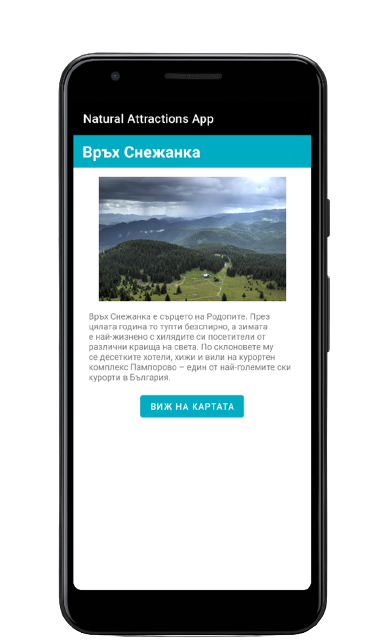 Natural Attractions App
Връх Снежанка
Връх Снежанка е сърцето на Родопите. През
цялата година то тупти безспирно, а зимата
е най-жизнено с хилядите си посетители от
различни краища на света. По склоновете му
се десетките хотели, хижи и вили на курортен
комплекс Пампорово – един от най-големите ски
курорти в България.
ВИЖ НА КАРТАТА